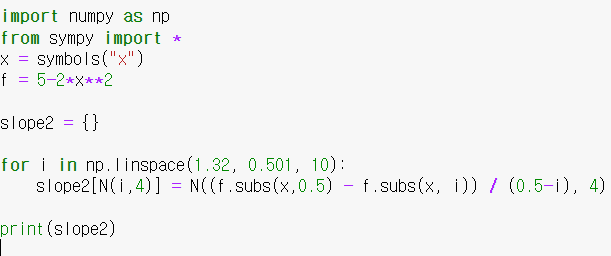 import numpy as np
from sympy import *
x = symbols("x")
f = 5-2*x**2
slope2 = {}
for i in np.linspace(1.32, 0.501, 10):
    slope2[N(i,4)] = N((f.subs(x,0.5) - f.subs(x, i)) / (0.5-i), 4)
print(slope2)